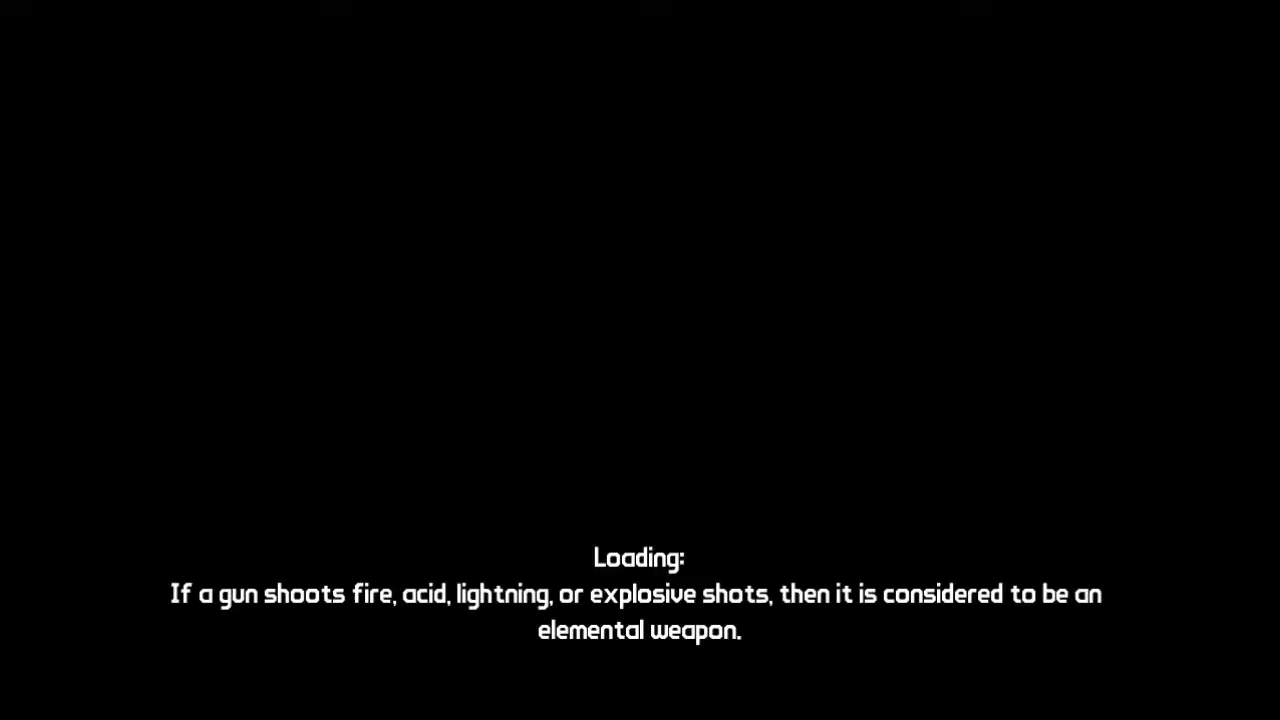 Loading:
If a gun shoots fire, acid, lightning, or explosive shots, then it is considered to be an
elemental weapon.